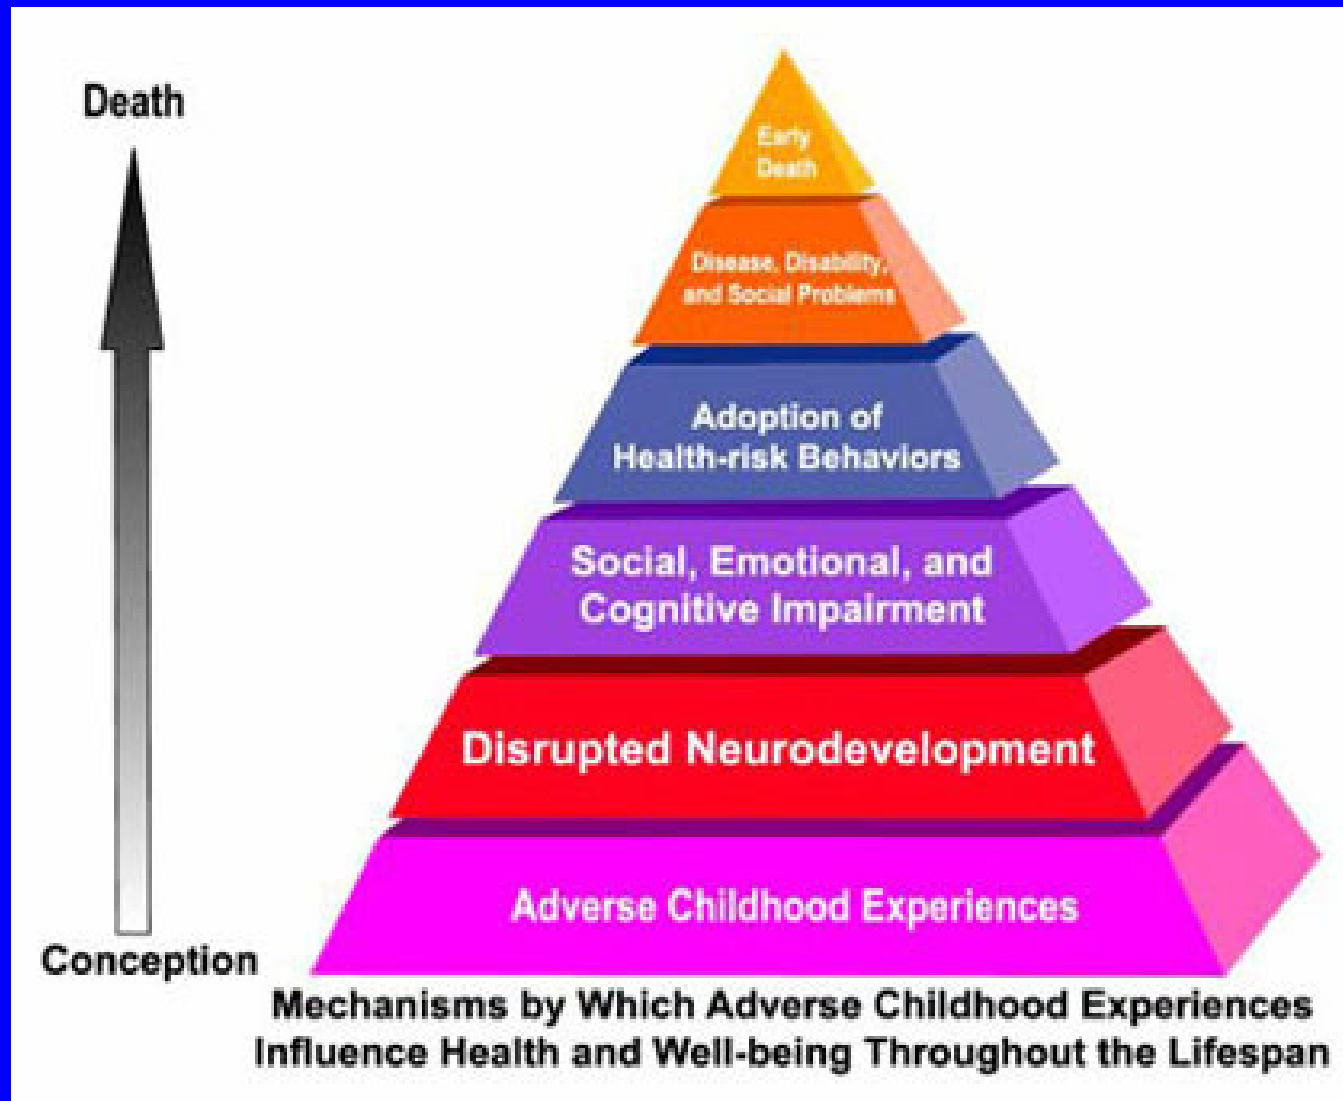 Death
Early
Death
Disease, Disability,
and Social Problems
Adoption of
Health-risk Behaviors
Social, Emotional, and
Cognitive Impairment
Disrupted Neurodevelopment
Adverse Childhood Experiences
Conception
Mechanisms by Which Adverse Childhood Experiences
Influence Health and Well-being Throughout the Lifespan